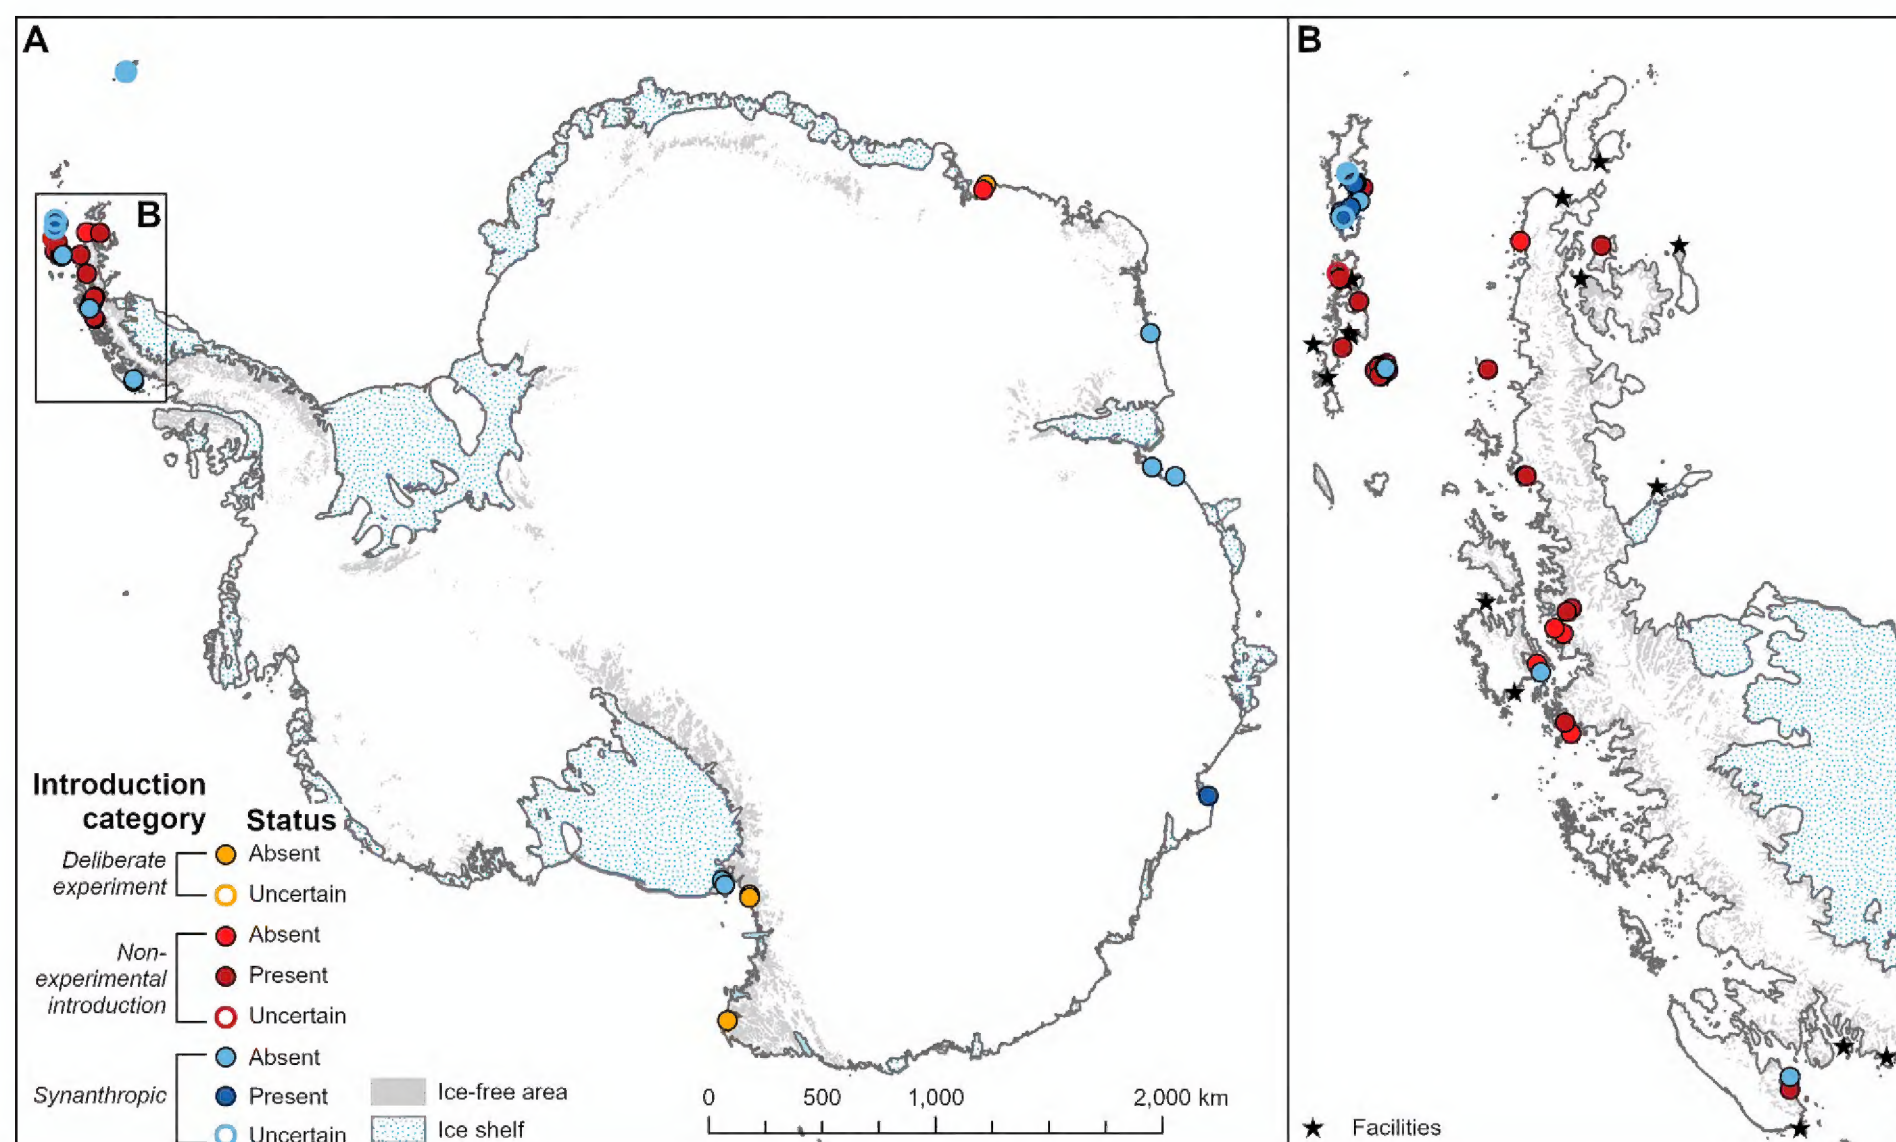 A
B
B
Introduction
category
Status
Deliberate
experiment
Absent
Uncertain
Non-
experimental
introduction
Absent
Present
Uncertain
Synanthropic
Absent
Present
Uncertain
Ice-free area
Ice shelf
0 500 1,000 2,000 km
Facilities